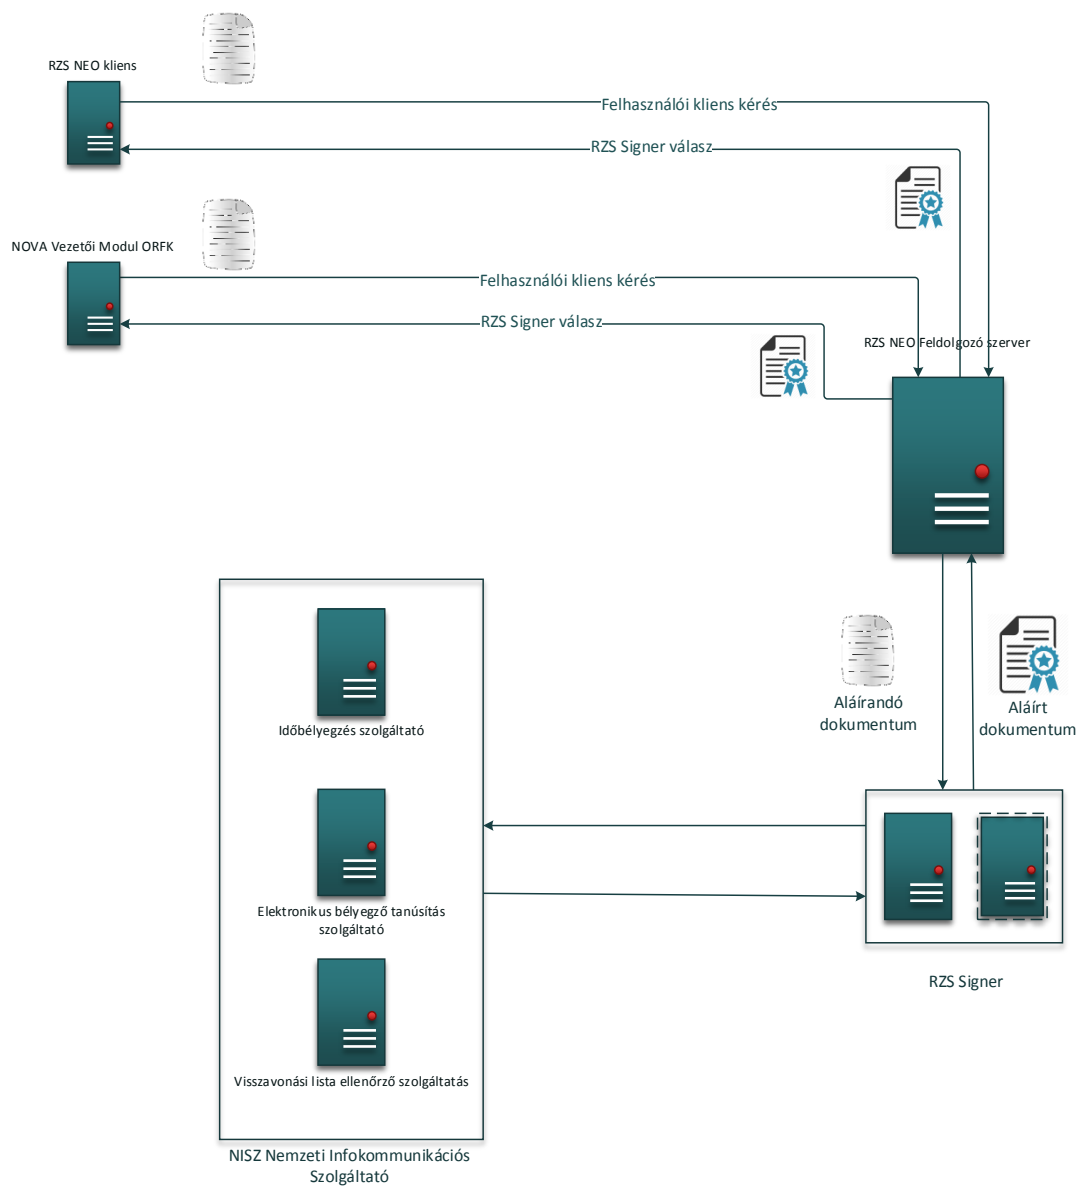 RZS NEO kliens
Felhasználói kliens kérés
RZS Signer válasz
NOVA Vezetői Modul ORFK
Felhasználói kliens kérés
RZS Signer válasz
RZS NEO Feldolgozó szerver
Aláírandó
dokumentum
Aláírt
dokumentum
Időbélyegzés szolgáltató
Elektronikus bélyegző tanúsítás
szolgáltató
Visszavonási lista ellenőrző szolgáltatás
RZS Signer
NISZ Nemzeti Infokommunikációs
Szolgáltató